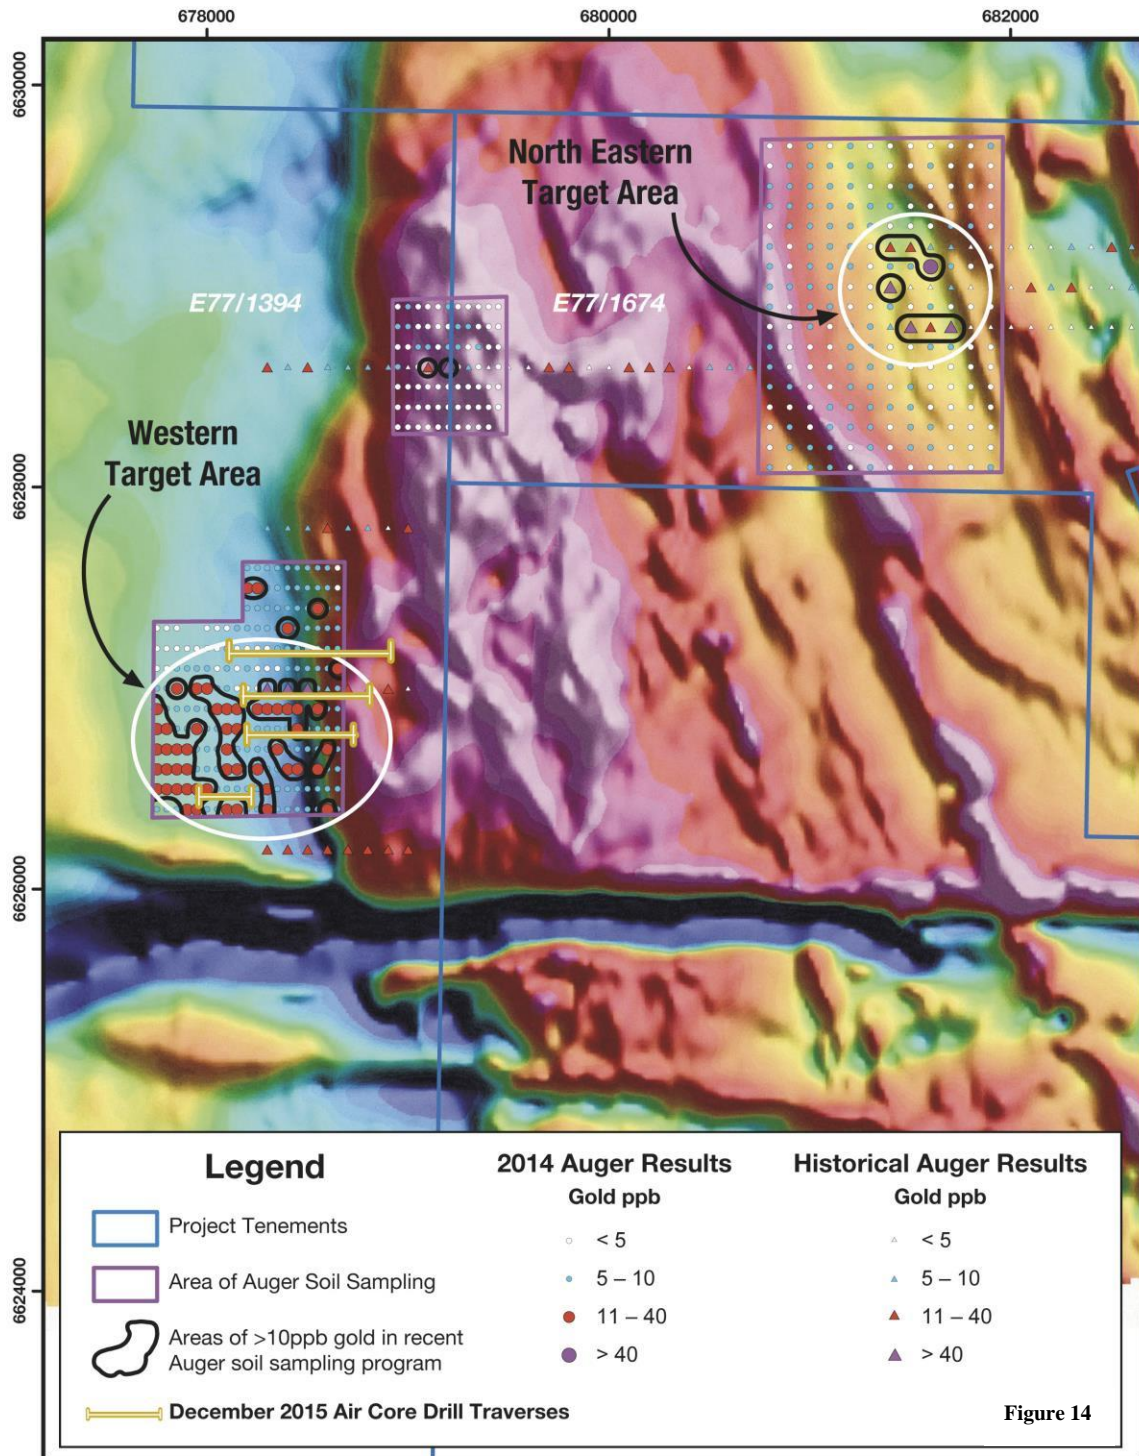 678000
680000
682000
6630000
6628000
6626000
6624000
North Eastern
Target Area
E77/1394
E77/1674
Western
Target Area
Legend
Project Tenements
Area of Auger Soil Sampling
Areas of >10ppb gold in recent
Auger soil sampling program
December 2015 Air Core Drill Traverses
2014 Auger Results
Gold ppb
< 5
5 – 10
11 – 40
> 40
Historical Auger Results
Gold ppb
< 5
5 – 10
11 – 40
> 40
Figure 14